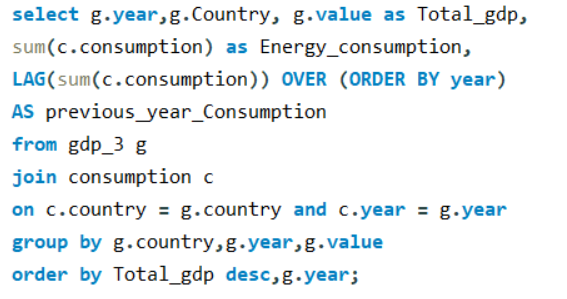 select g.year,g.Country, g.value as Total_gdp,
sum(c.consumption) as Energy_consumption,
LAG(sum(c.consumption)) OVER (ORDER BY year)
AS previous_year_Consumption
from gdp_3 g
join consumption c
on c.country = g.country and c.year = g.year
group by g.country,g.year,g.value
order by Total_gdp desc,g.year;